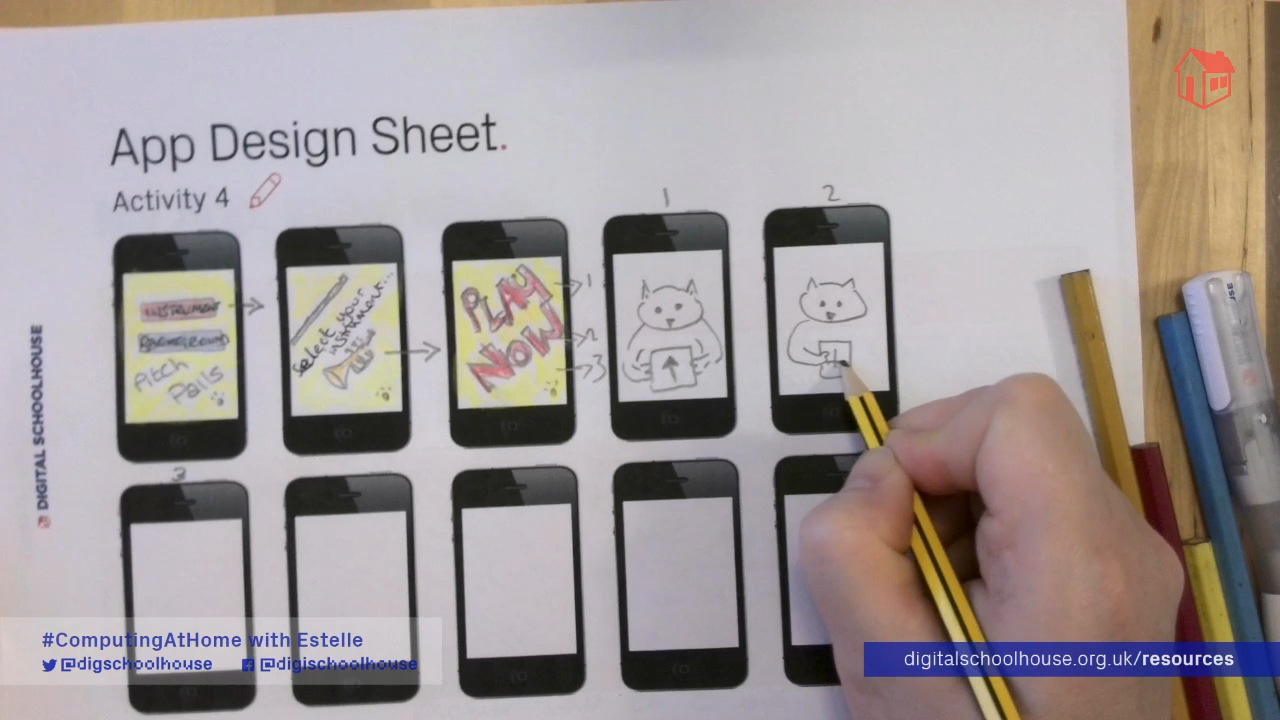 App Design Sheet.
Activity 4
1
2
INSTRUMENT
BACKGROUND
Pitch
Palls
Select your
instrument...
PLAY
NOW
1
2
3
3
DIGITAL SCHOOLHOUSE
#ComputingAtHome with Estelle
@digschoolhouse @digischoolhouse
digitalschoolhouse.org.uk/resources